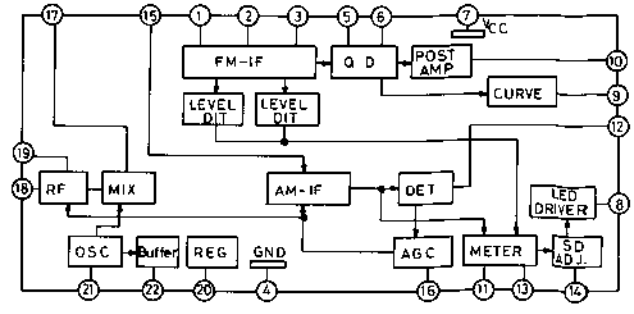 17 15 1 2 3 5 6 7
VCC
FM-IF QD POST
AMP
10
CURVE 9
LEVEL
DIT
LEVEL
DIT
12
19
18 RF MIX AM-IF DET LED
DRIVER 8
OSC Buffer REG GND AGC METER SD
ADJ.
21 22 20 4 16 11 13 14